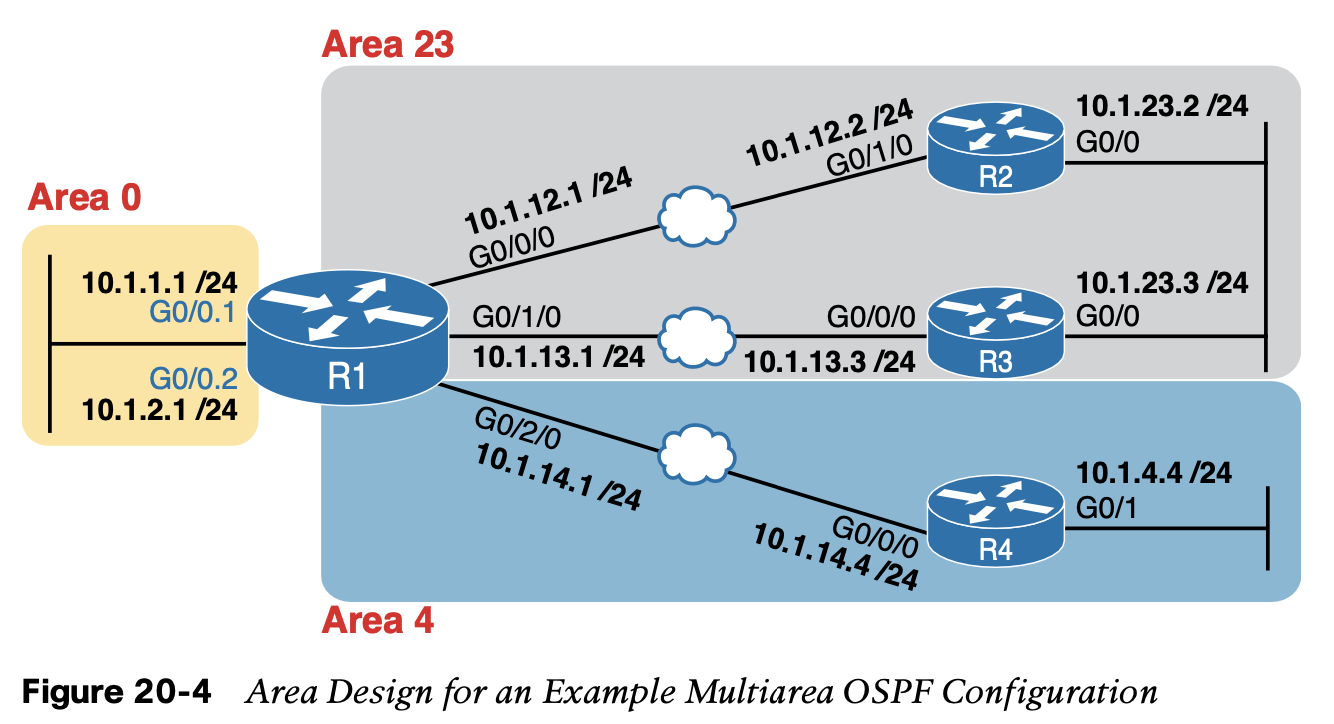 Area 23
10.1.12.2 /24
G0/1/0
10.1.23.2 /24
G0/0
R2
10.1.12.1 /24
G0/0/0
Area 0
10.1.1.1 /24
G0/0.1
G0/0.2
10.1.2.1 /24
R1
G0/1/0
10.1.13.1 /24
G0/0/0
10.1.13.3 /24
10.1.23.3 /24
G0/0
R3
G0/2/0
10.1.14.1 /24
G0/0/0
10.1.14.4 /24
10.1.4.4 /24
G0/1
R4
Area 4
Figure 20-4 Area Design for an Example Multiarea OSPF Configuration